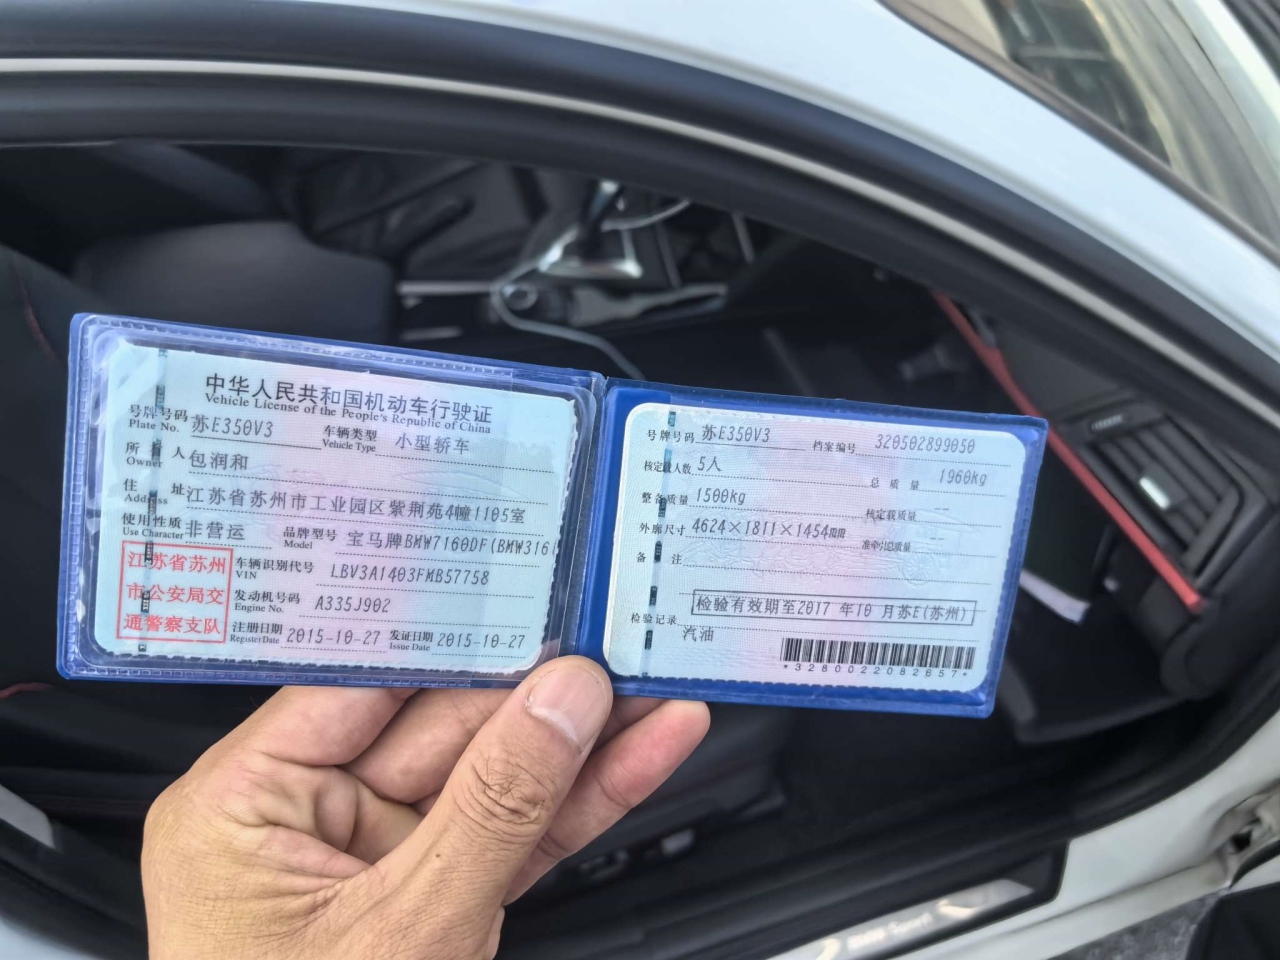 中华人民共和国机动车行驶证
Vehicle License of the People's Republic of China
号牌号码 苏E350V3 车辆类型 小型轿车
Plate No. Vehicle Type
所有人 包润和
Owner
住址 江苏省苏州市工业园区紫荆苑4幢1105室
Address
使用性质 非营运 品牌型号 宝马牌BMW7160DF(BMW316
Use Character Model
江苏省苏州
市公安局交
通警察支队
车辆识别代号 LBV3A1403FMB57758
VIN
发动机号码 A335J902
Engine No.
注册日期 2015-10-27 发证日期 2015-10-27
Register Date Issue Date
号牌号码 苏E350V3 档案编号 320502899050
核定载人数 5人 总质量 1960kg
整备质量 1500kg 核定载质量 --
外廓尺寸 4624×1811×1454mm 准牵引总质量 --
备注
检验有效期至2017年10月苏E(苏州)
检验记录
汽油
*3280022082657*